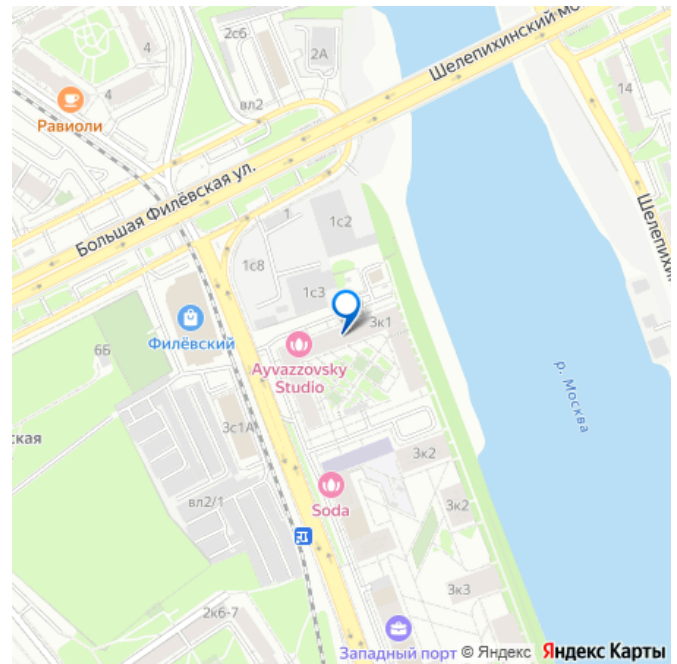 4
2с6
2А
Шелепихинский мо
4
вл2
14
Равиоли
Большая Филёвская ул.
Шелепихи
1
1с2
1с8
1с3
3к1
6Б
Филёвский
Ayvazzovsky
Studio
р. Москва
ская
3с1А
3к2
вл2/1
Soda
3к2
3к3
2к6-7
Западный порт
© Яндекс Яндекс Карты